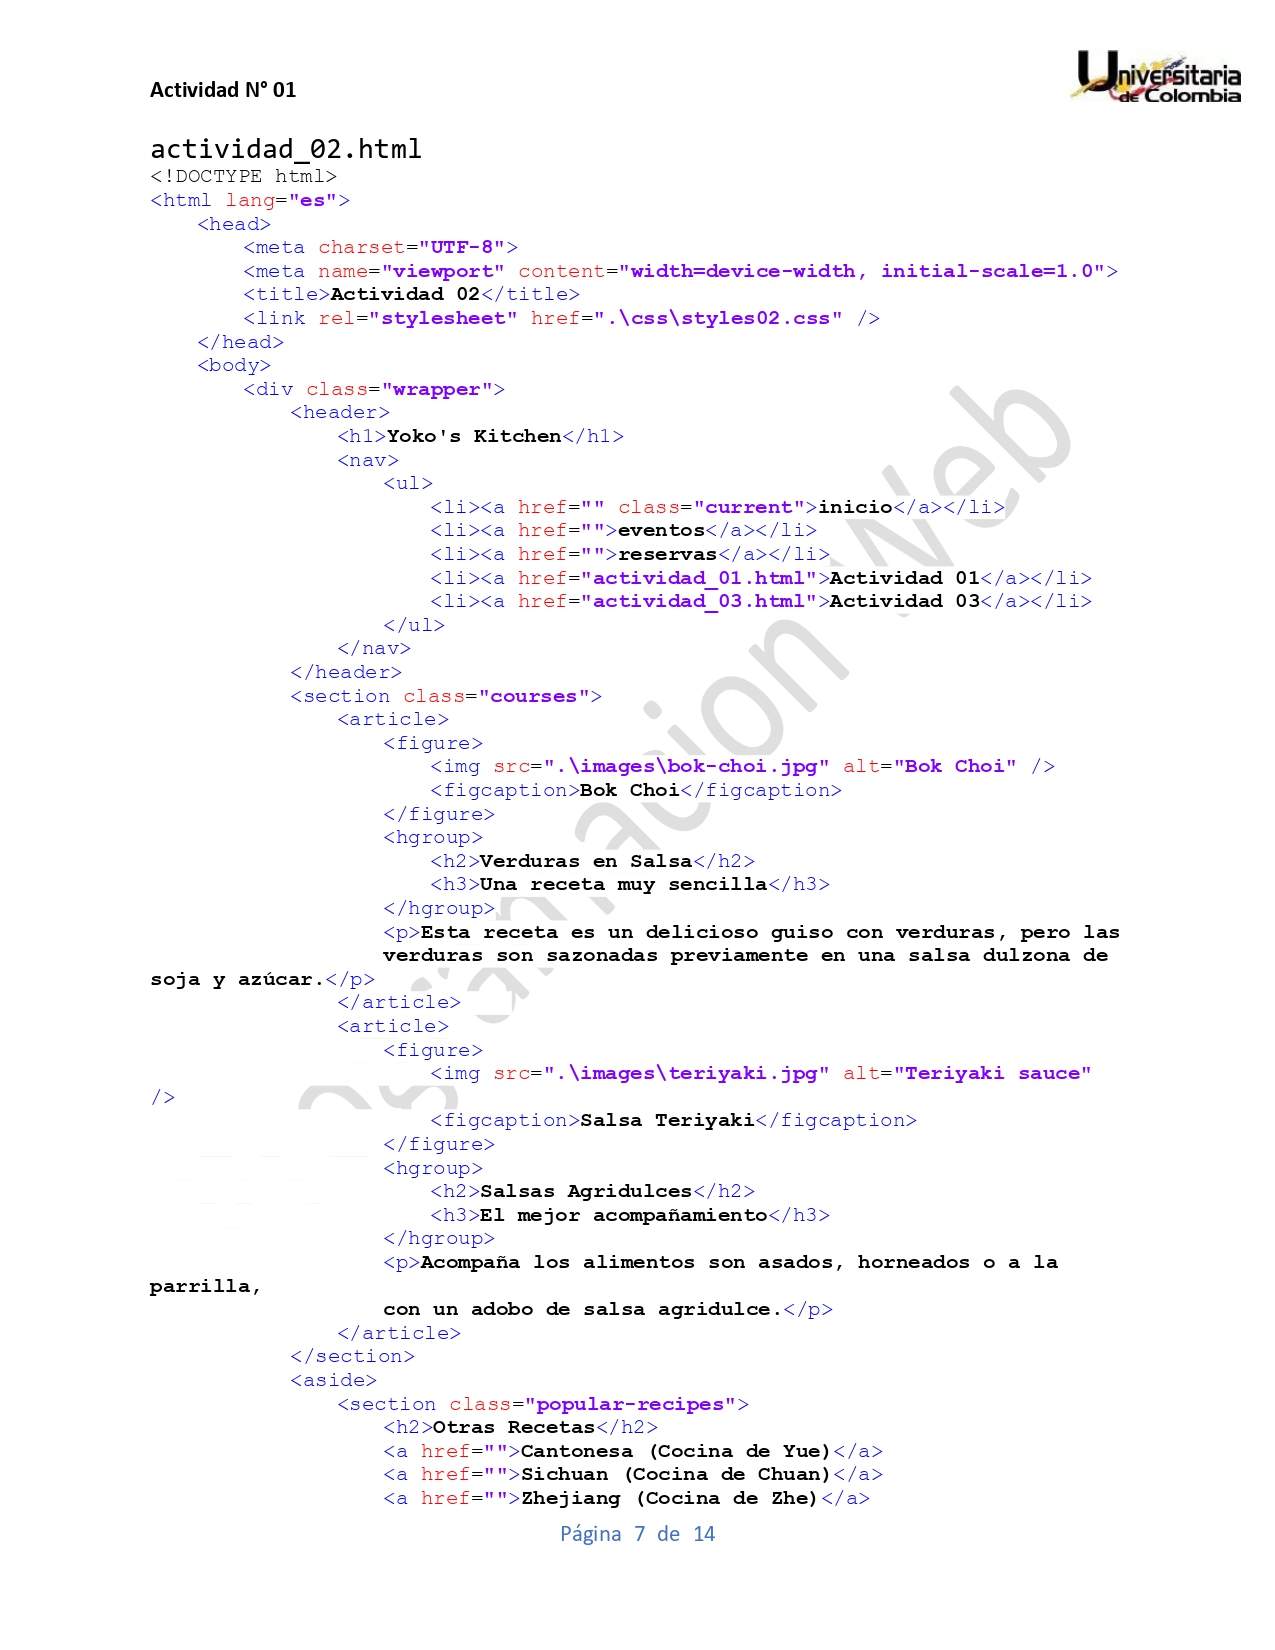 Actividad N° 01
Universitaria
de Colombia
actividad_02.html
<!DOCTYPE html>
<html lang="es">
<head>
<meta charset="UTF-8">
<meta name="viewport" content="width=device-width, initial-scale=1.0">
<title>Actividad 02</title>
<link rel="stylesheet" href=".\css\styles02.css" />
</head>
<body>
<div class="wrapper">
<header>
<h1>Yoko's Kitchen</h1>
<nav>
<ul>
<li><a href="" class="current">inicio</a></li>
<li><a href="">eventos</a></li>
<li><a href="">reservas</a></li>
<li><a href="actividad_01.html">Actividad 01</a></li>
<li><a href="actividad_03.html">Actividad 03</a></li>
</ul>
</nav>
</header>
<section class="courses">
<article>
<figure>
<img src=".\images\bok-choi.jpg" alt="Bok Choi" />
<figcaption>Bok Choi</figcaption>
</figure>
<hgroup>
<h2>Verduras en Salsa</h2>
<h3>Una receta muy sencilla</h3>
</hgroup>
<p>Esta receta es un delicioso guiso con verduras, pero las
verduras son sazonadas previamente en una salsa dulzona de
soja y azúcar.</p>
</article>
<article>
<figure>
<img src=".\images\teriyaki.jpg" alt="Teriyaki sauce"
/>
<figcaption>Salsa Teriyaki</figcaption>
</figure>
<hgroup>
<h2>Salsas Agridulces</h2>
<h3>El mejor acompañamiento</h3>
</hgroup>
<p>Acompaña los alimentos son asados, horneados o a la
parrilla,
con un adobo de salsa agridulce.</p>
</article>
</section>
<aside>
<section class="popular-recipes">
<h2>Otras Recetas</h2>
<a href="">Cantonesa (Cocina de Yue)</a>
<a href="">Sichuan (Cocina de Chuan)</a>
<a href="">Zhejiang (Cocina de Zhe)</a>
Página 7 de 14
Web